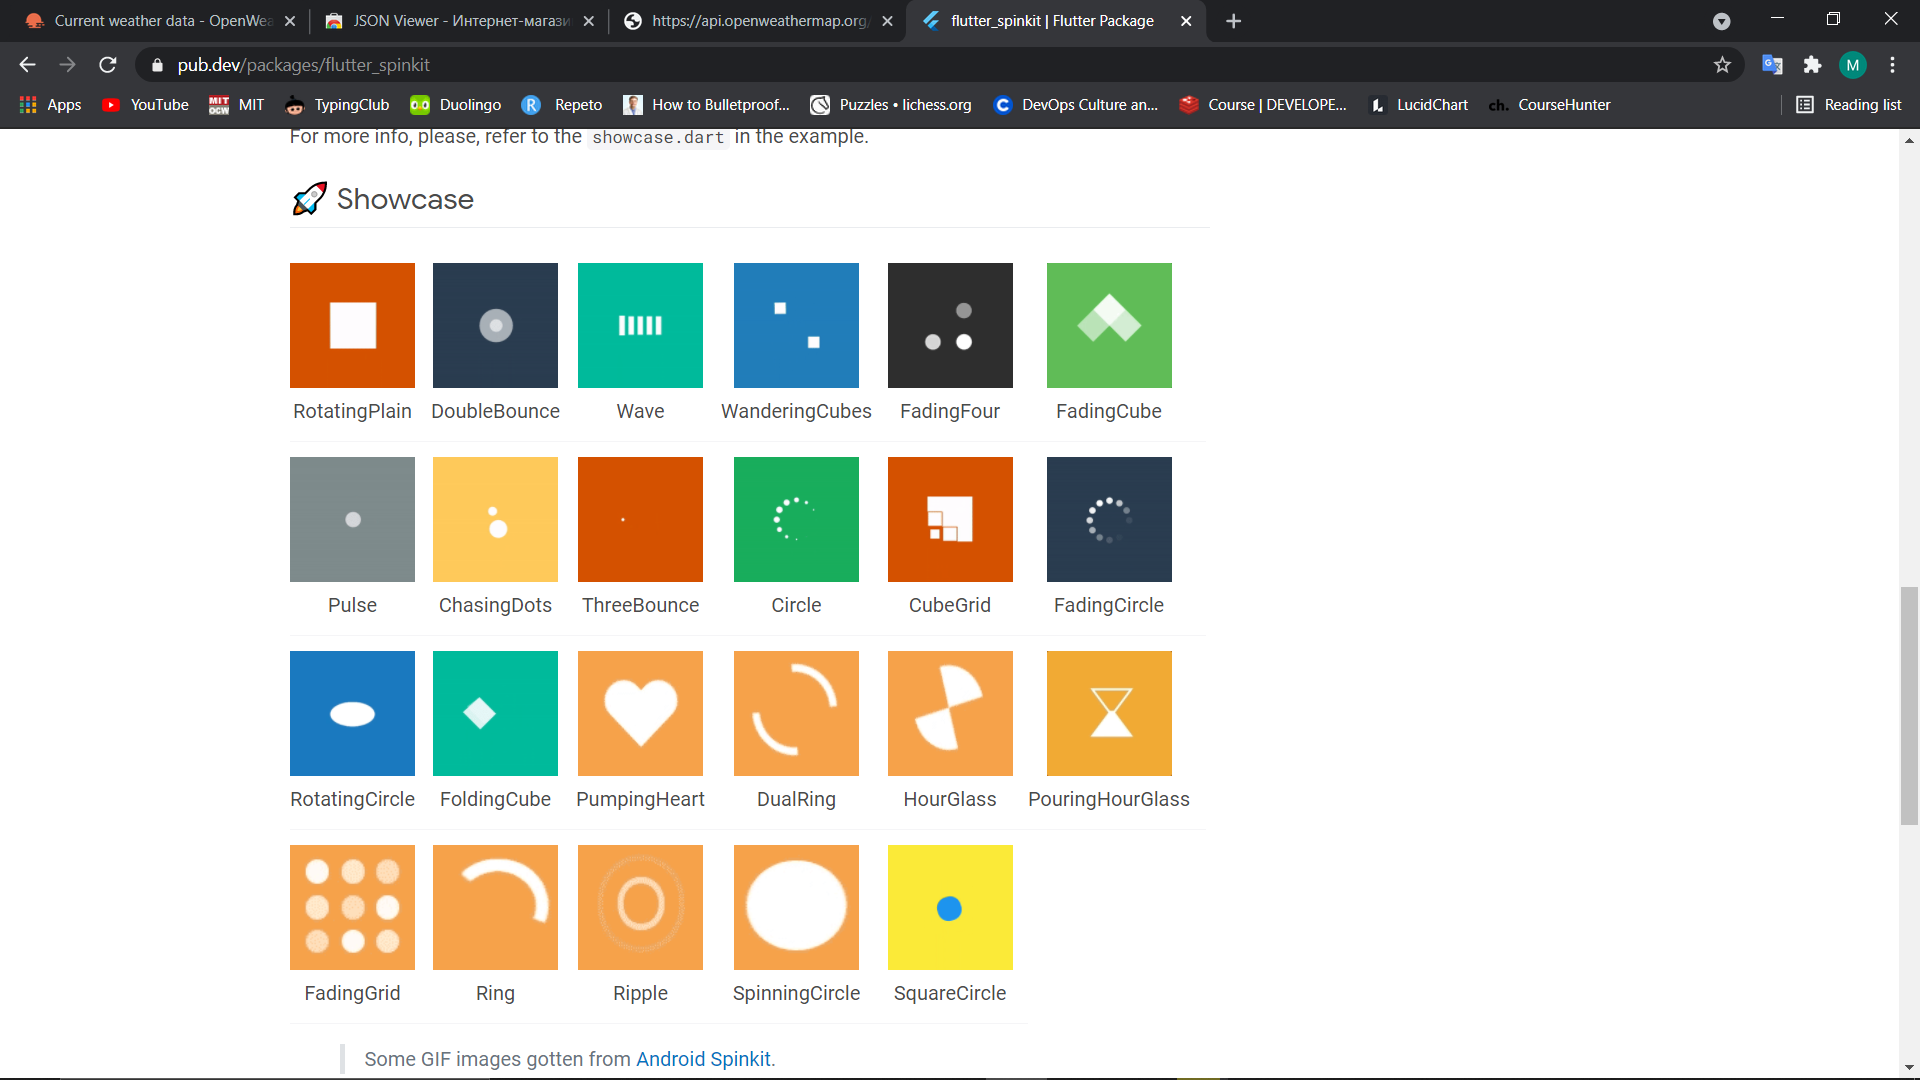 Current weather data - OpenWea
JSON Viewer - Интернет-магази
https://api.openweathermap.org/
flutter_spinkit | Flutter Package
pub.dev/packages/flutter_spinkit
M
Apps
YouTube
MIT OCW
MIT
TypingClub
Duolingo
R
Repeto
How to Bulletproof...
Puzzles • lichess.org
C
DevOps Culture an...
Course | DEVELOPE...
LucidChart
ch.
CourseHunter
Reading list
For more info, please, refer to the showcase.dart in the example.
Showcase
RotatingPlain DoubleBounce Wave WanderingCubes FadingFour FadingCube
Pulse ChasingDots ThreeBounce Circle CubeGrid FadingCircle
RotatingCircle FoldingCube PumpingHeart DualRing HourGlass PouringHourGlass
FadingGrid Ring Ripple SpinningCircle SquareCircle
Some GIF images gotten from Android Spinkit.